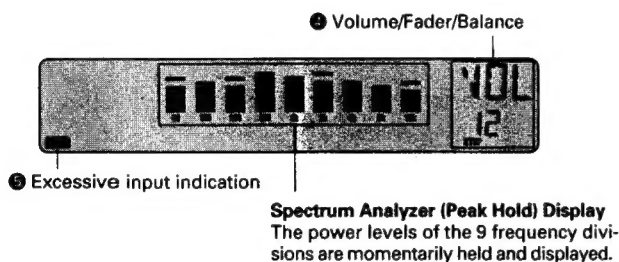 ❹ Volume/Fader/Balance
VOL
12
❺ Excessive input indication
Spectrum Analyzer (Peak Hold) Display
The power levels of the 9 frequency divi-
sions are momentarily held and displayed.